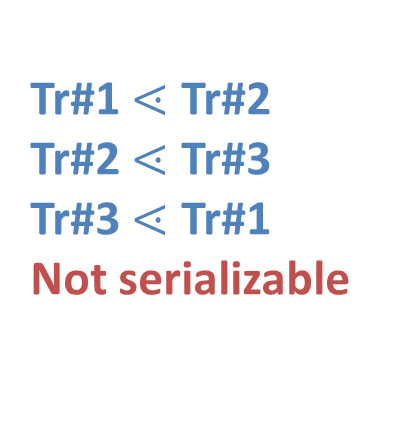 Tr#1 ⋖ Tr#2
Tr#2 ⋖ Tr#3
Tr#3 ⋖ Tr#1
Not serializable